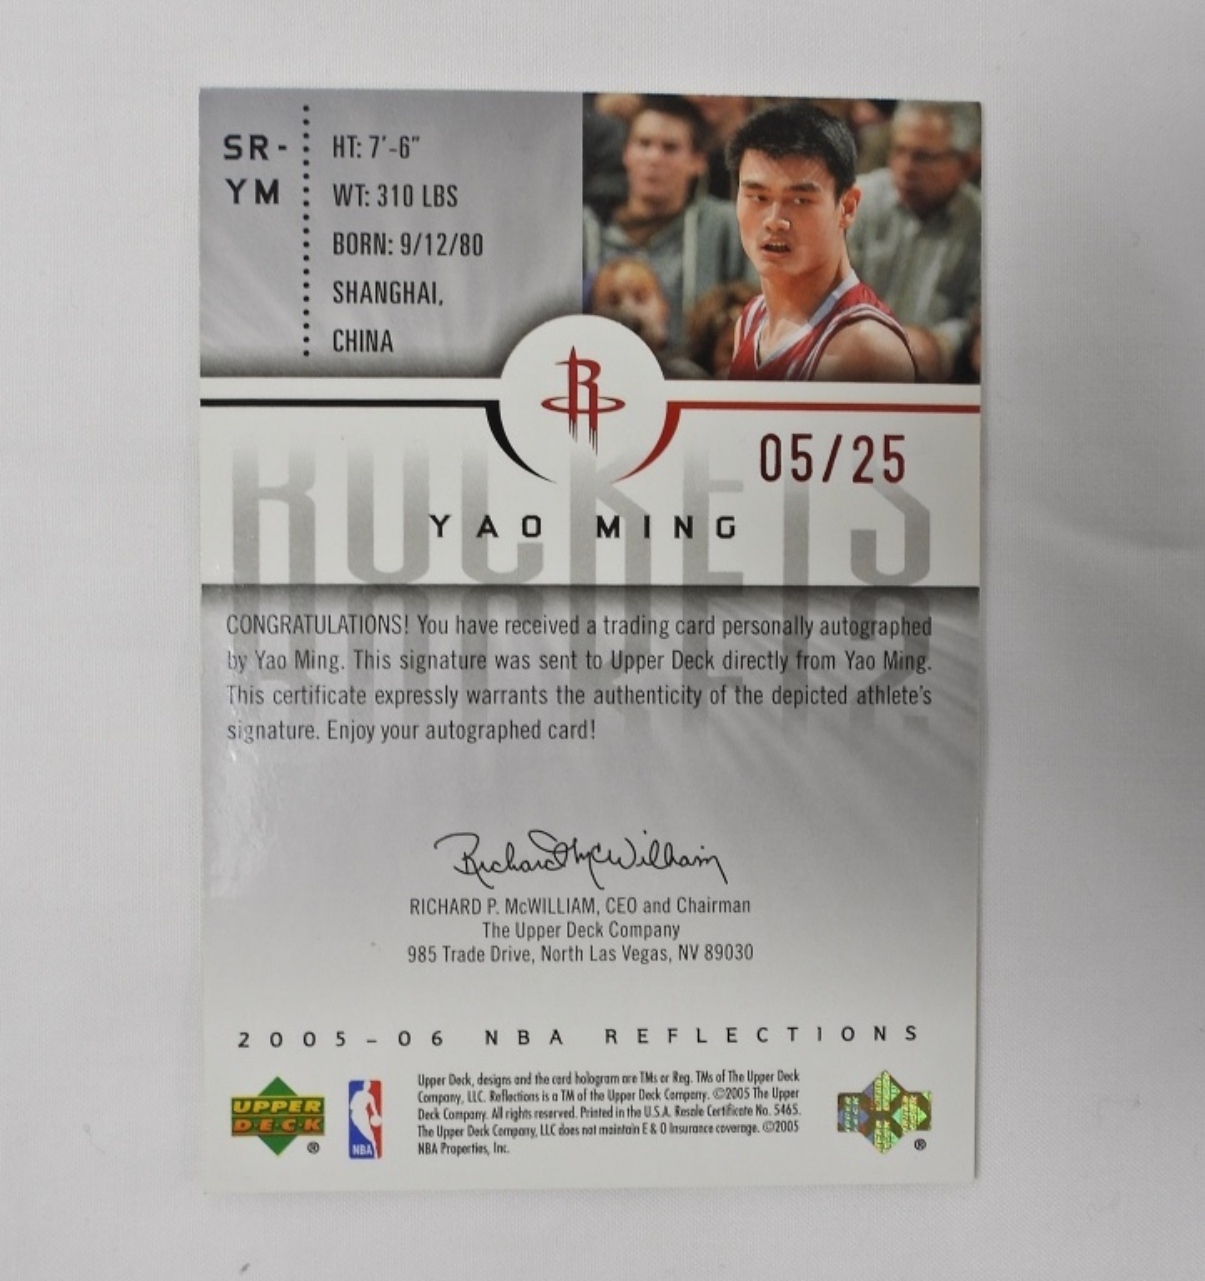 SR-
YM
HT: 7'-6"
WT: 310 LBS
BORN: 9/12/80
SHANGHAI,
CHINA
R
05/25
ROCKETS
YAO MING
CONGRATULATIONS! You have received a trading card personally autographed
by Yao Ming. This signature was sent to Upper Deck directly from Yao Ming.
This certificate expressly warrants the authenticity of the depicted athlete's
signature. Enjoy your autographed card!
Richard McWilliam
RICHARD P. McWILLIAM, CEO and Chairman
The Upper Deck Company
985 Trade Drive, North Las Vegas, NV 89030
2005-06 NBA REFLECTIONS
UPPER
D·E·C·K
®
NBA
Upper Deck, designs and the card hologram are TMs or Reg. TMs of The Upper Deck
Company, LLC. Reflections is a TM of the Upper Deck Company. ©2005 The Upper
Deck Company. All rights reserved. Printed in the U.S.A. Resale Certificate No. 5465.
The Upper Deck Company, LLC does not maintain E & O Insurance coverage. ©2005
NBA Properties, Inc.
®